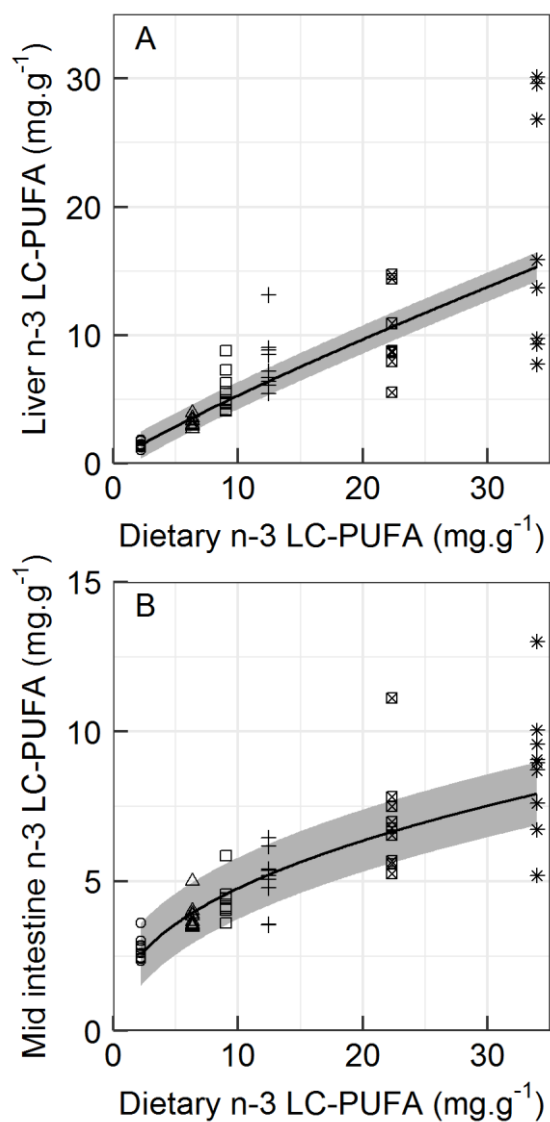 A
30
20
10
0
Liver n-3 LC-PUFA (mg.g⁻¹)
0 10 20 30
Dietary n-3 LC-PUFA (mg.g⁻¹)
B
15
10
5
0
Mid intestine n-3 LC-PUFA (mg.g⁻¹)
0 10 20 30
Dietary n-3 LC-PUFA (mg.g⁻¹)